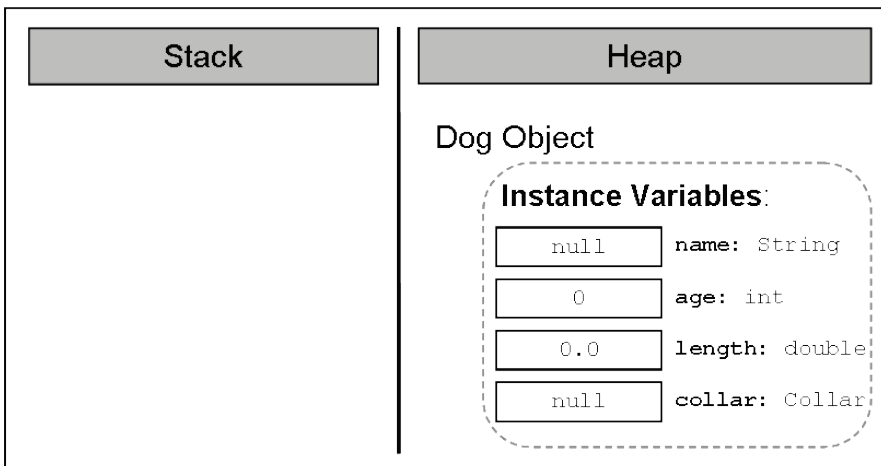 Stack
Heap
Dog Object
Instance Variables:
null name: String
0 age: int
0.0 length: double
null collar: Collar